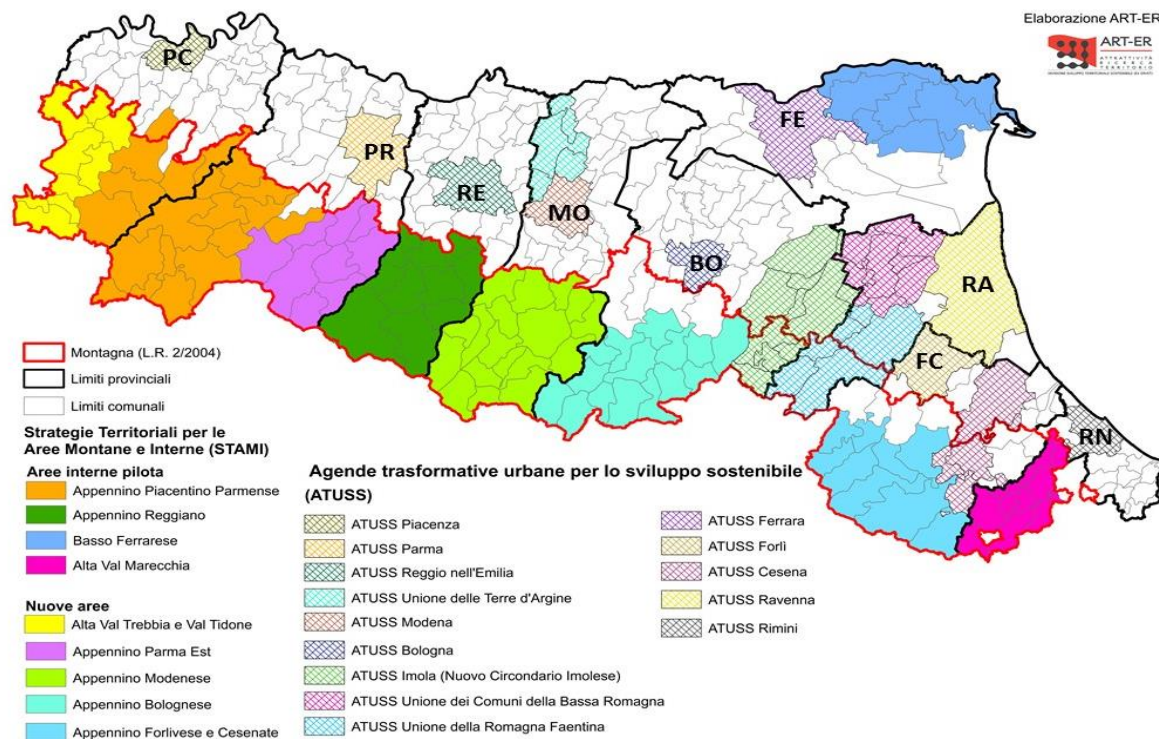 Elaborazione ART-ER
ART-ER
ATTRATTIVITÀ
RICERCA
TERRITORIO
PC
PR
RE
MO
BO
FE
RA
FC
RN
Montagna (L.R. 2/2004)
Limiti provinciali
Limiti comunali
Strategie Territoriali per le
Aree Montane e Interne (STAMI)
Aree interne pilota
Appennino Piacentino Parmense
Appennino Reggiano
Basso Ferrarese
Alta Val Marecchia
Nuove aree
Alta Val Trebbia e Val Tidone
Appennino Parma Est
Appennino Modenese
Appennino Bolognese
Appennino Forlivese e Cesenate
Agende trasformative urbane per lo sviluppo sostenibile
(ATUSS)
ATUSS Piacenza
ATUSS Parma
ATUSS Reggio nell'Emilia
ATUSS Unione delle Terre d'Argine
ATUSS Modena
ATUSS Bologna
ATUSS Imola (Nuovo Circondario Imolese)
ATUSS Unione dei Comuni della Bassa Romagna
ATUSS Unione della Romagna Faentina
ATUSS Ferrara
ATUSS Forlì
ATUSS Cesena
ATUSS Ravenna
ATUSS Rimini